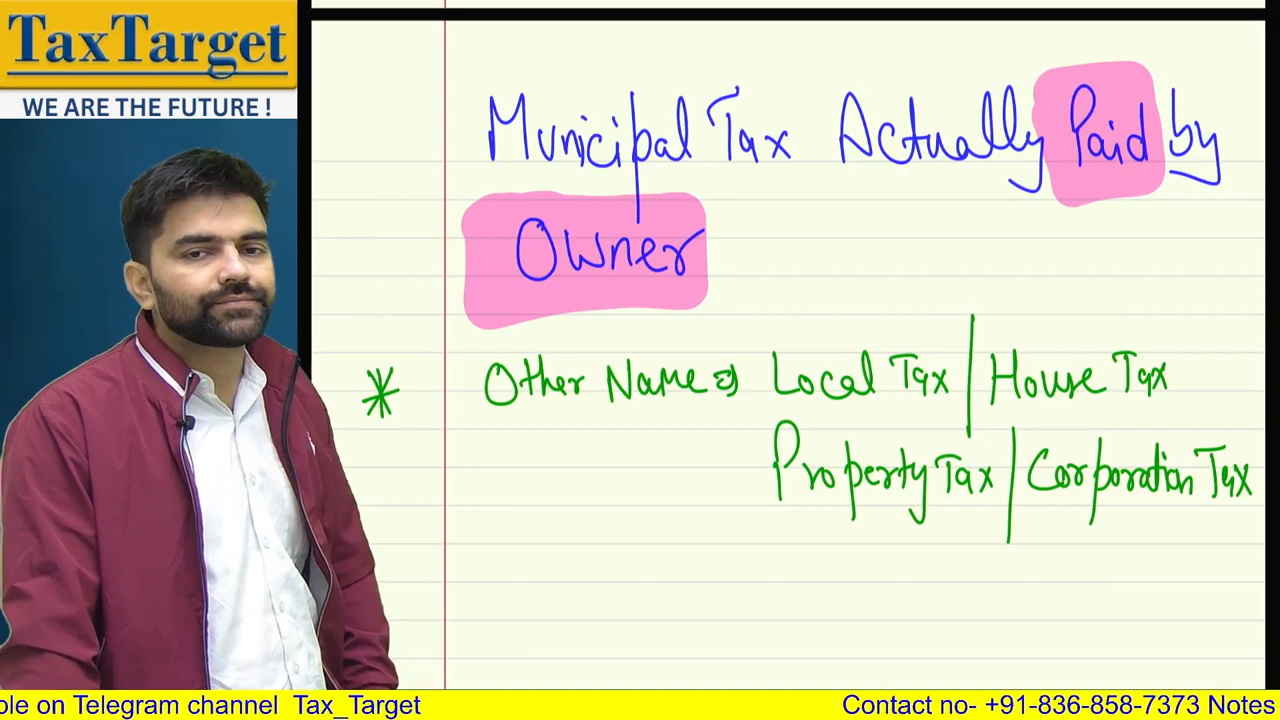 TaxTarget
WE ARE THE FUTURE !
Municipal Tax Actually Paid by
Owner
* Other Name ⇒ Local Tax | House Tax
Property Tax | Corporation Tax
ole on Telegram channel Tax_Target
Contact no- +91-836-858-7373 Notes